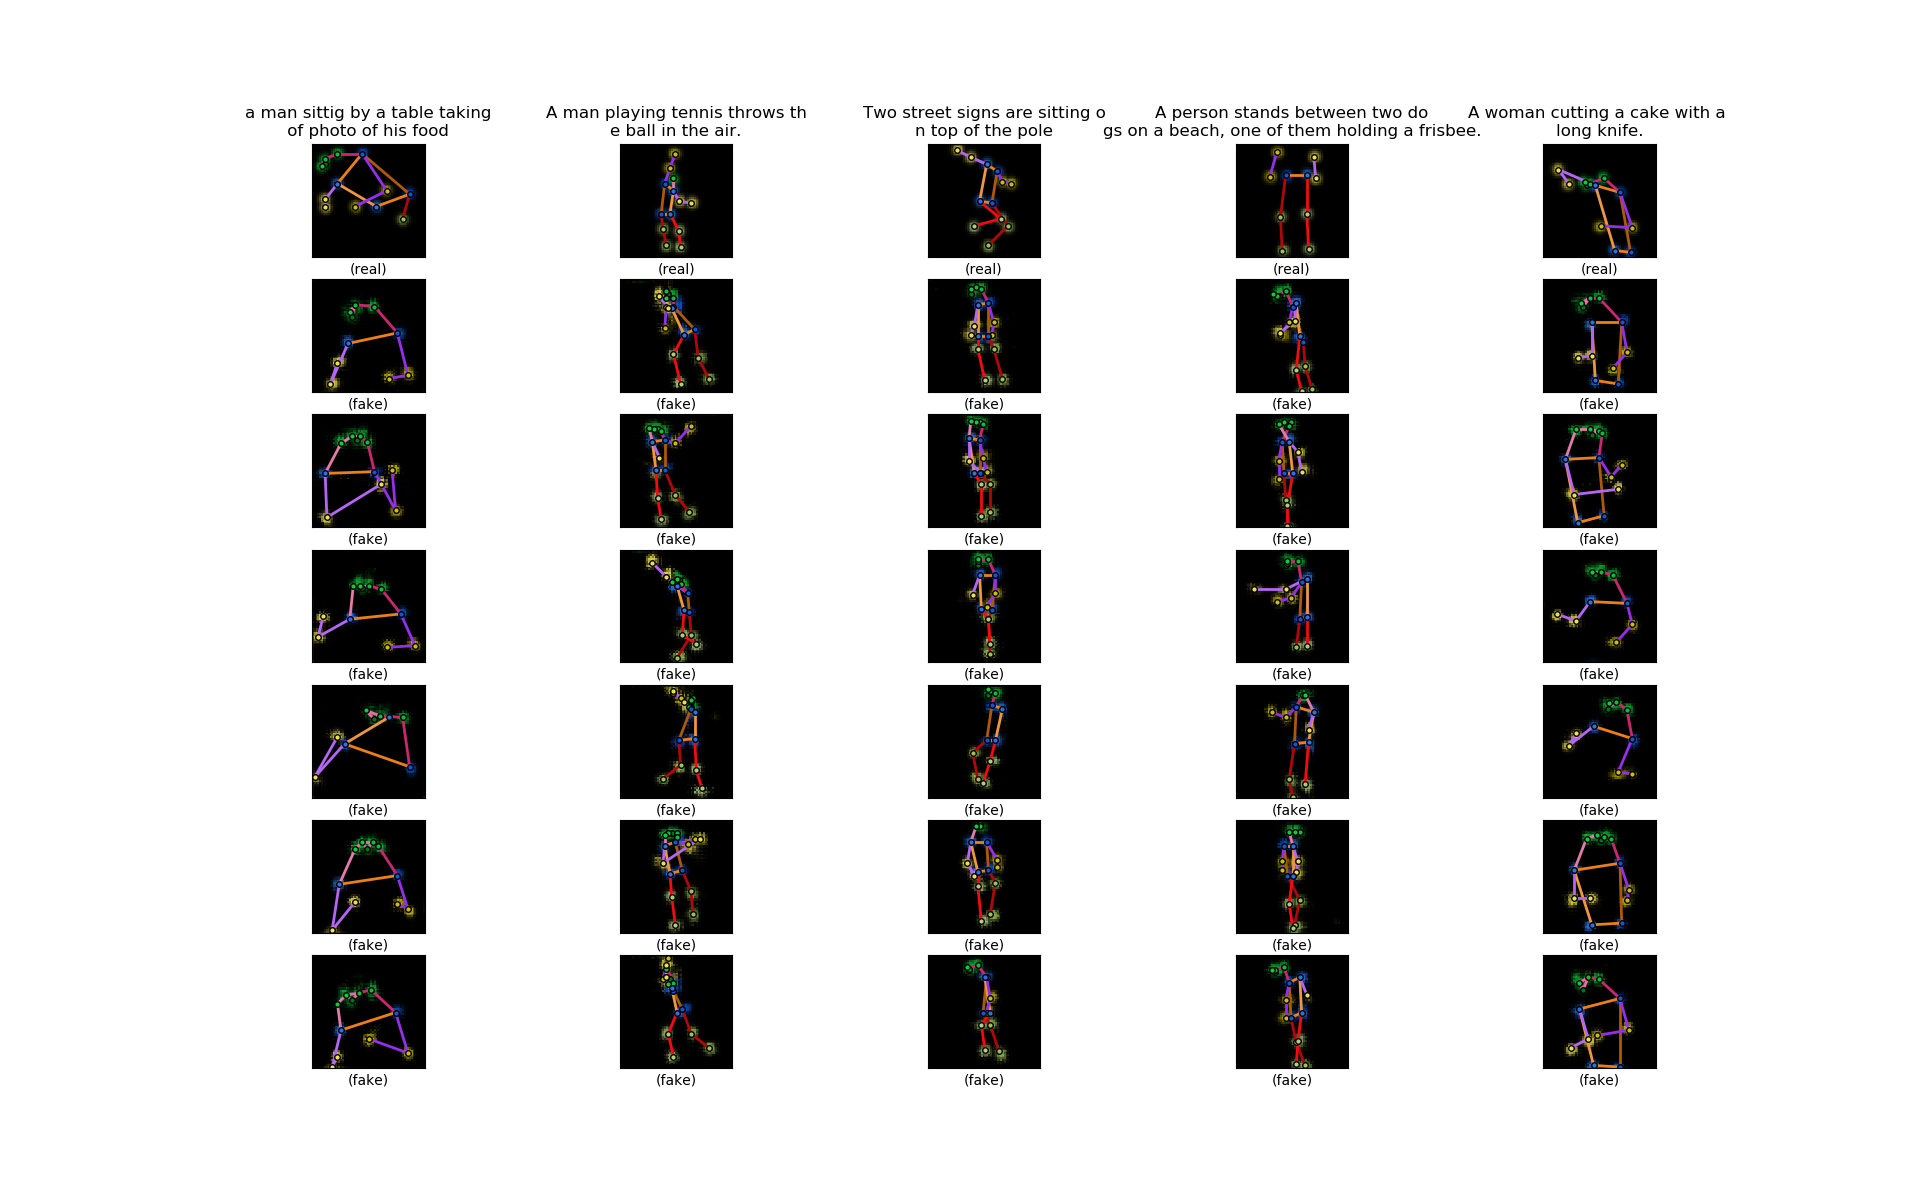 a man sittig by a table taking
of photo of his food
A man playing tennis throws th
e ball in the air.
Two street signs are sitting o
n top of the pole
A person stands between two do
gs on a beach, one of them holding a frisbee.
A woman cutting a cake with a
long knife.
(real) (real) (real) (real) (real)
(fake) (fake) (fake) (fake) (fake)
(fake) (fake) (fake) (fake) (fake)
(fake) (fake) (fake) (fake) (fake)
(fake) (fake) (fake) (fake) (fake)
(fake) (fake) (fake) (fake) (fake)
(fake) (fake) (fake) (fake) (fake)